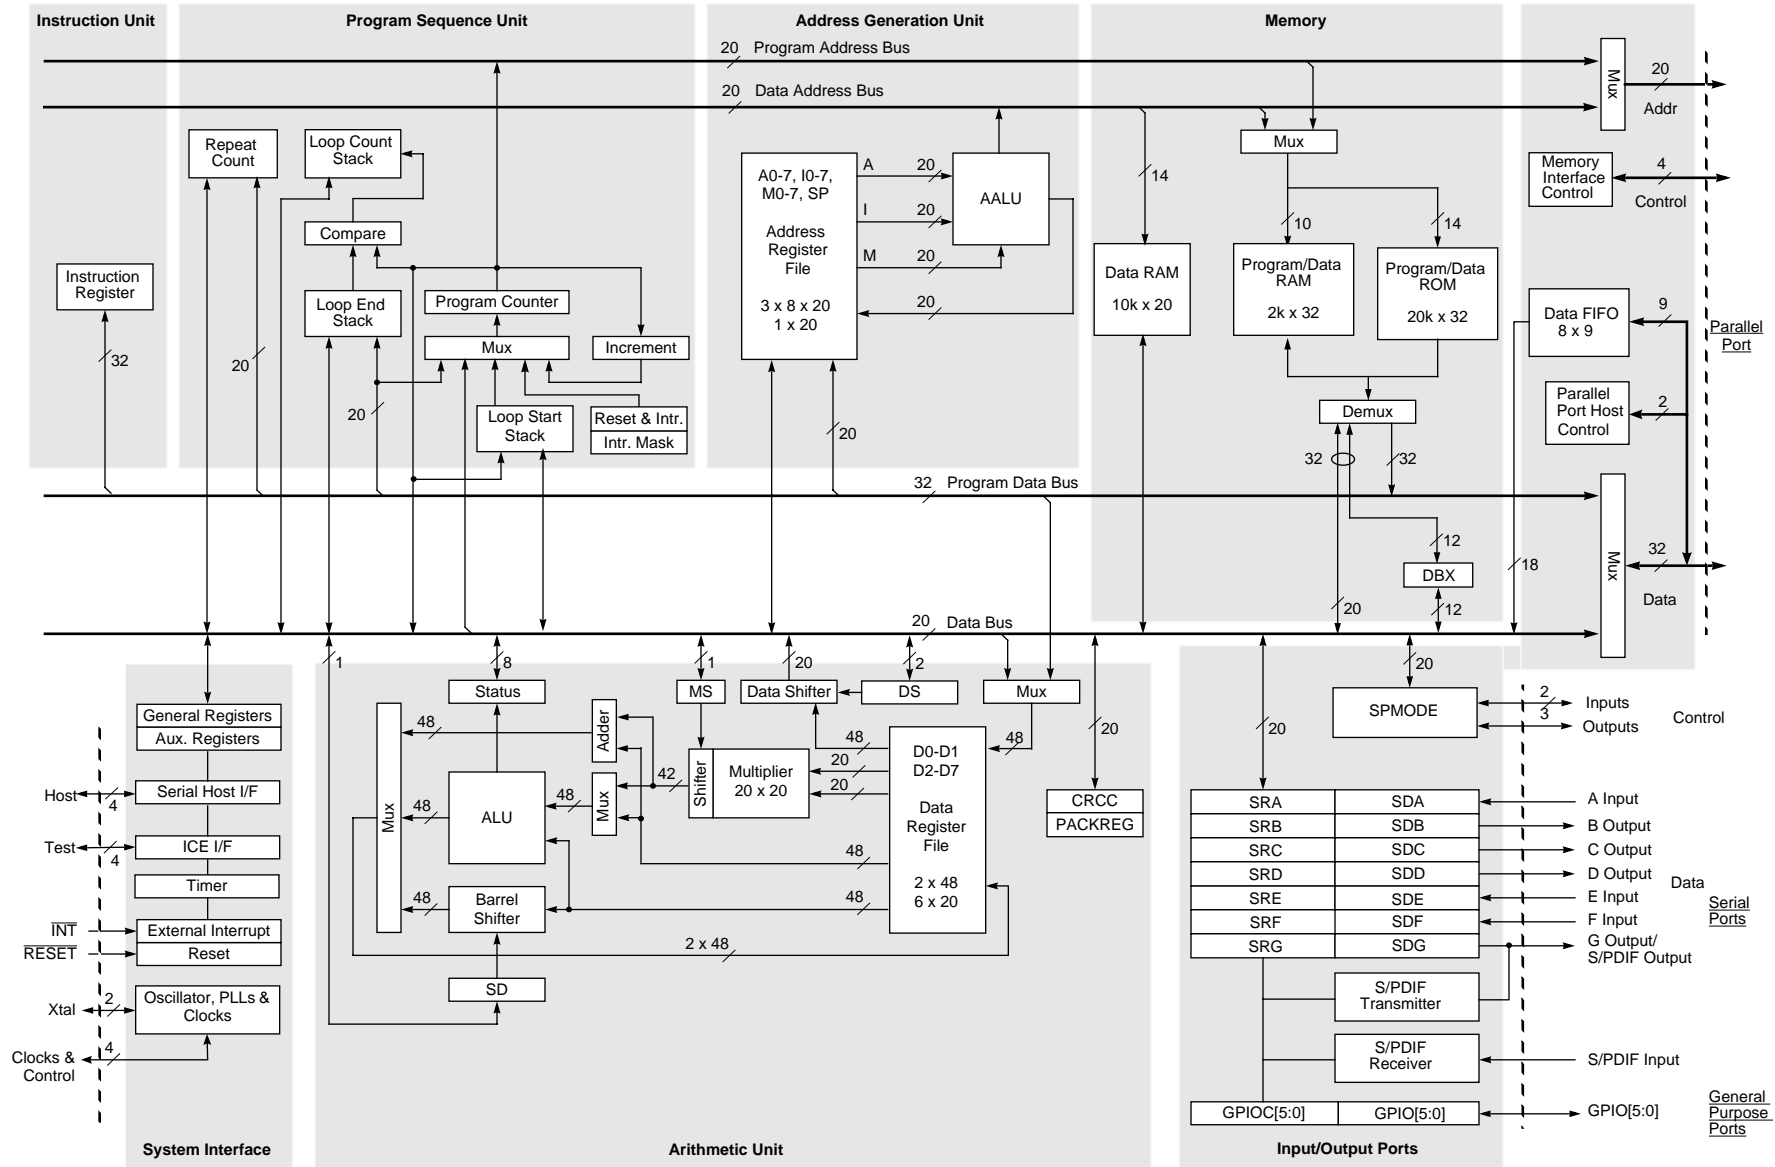 Instruction Unit
Program Sequence Unit
Address Generation Unit
Memory
20 Program Address Bus
20 Data Address Bus
Mux
20
Addr
Repeat
Count
Loop Count
Stack
Compare
Loop End
Stack
Program Counter
Mux
Increment
Loop Start
Stack
Reset & Intr.
Intr. Mask
20
20
Instruction
Register
32
A0-7, I0-7,
M0-7, SP
Address
Register
File
3 x 8 x 20
1 x 20
A
20
I
20
M
20
20
AALU
20
Mux
14
10
14
Data RAM
10k x 20
Program/Data
RAM
2k x 32
Program/Data
ROM
20k x 32
Demux
32
32
12
DBX
12
20
20
Memory
Interface
Control
4
Control
Data FIFO
8 x 9
9
Parallel
Port
Parallel
Port Host
Control
2
18
Mux
32
Data
32 Program Data Bus
20 Data Bus
1
8
1
20
2
20
Status
MS
Data Shifter
DS
Mux
General Registers
Aux. Registers
Serial Host I/F
ICE I/F
Timer
External Interrupt
Reset
Oscillator, PLLs &
Clocks
Host
4
Test
4
INT
RESET
Xtal
2
Clocks &
Control
4
System Interface
Mux
48
Adder
48
48
ALU
48
Mux
42
Shifter
Multiplier
20 x 20
48
20
20
48
D0-D1
D2-D7
Data
Register
File
2 x 48
6 x 20
48
48
Barrel
Shifter
48
2 x 48
SD
CRCC
PACKREG
Arithmetic Unit
20
20
SPMODE
2
Inputs
3
Outputs
Control
SRA
SDA
A Input
SRB
SDB
B Output
SRC
SDC
C Output
SRD
SDD
D Output
Data
SRE
SDE
E Input
Serial
Ports
SRF
SDF
F Input
SRG
SDG
G Output/
S/PDIF Output
S/PDIF
Transmitter
S/PDIF
Receiver
S/PDIF Input
GPIOC[5:0]
GPIO[5:0]
GPIO[5:0]
General
Purpose
Ports
Input/Output Ports